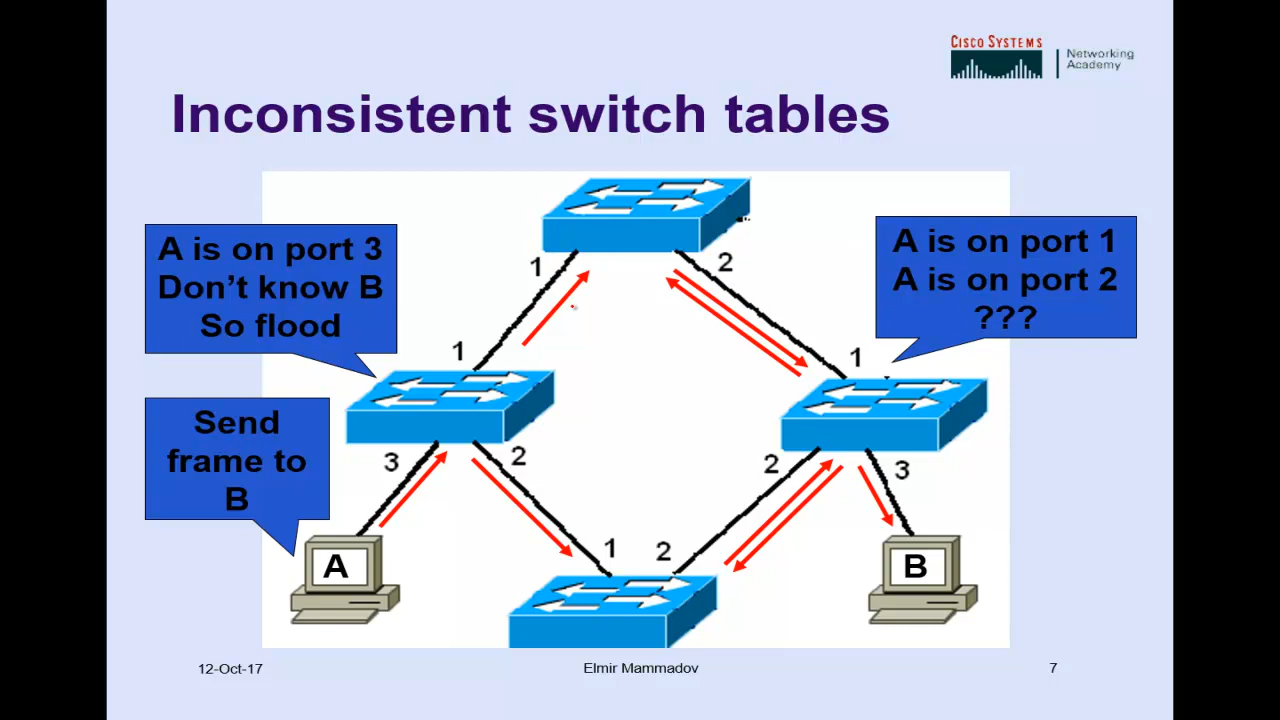 CISCO SYSTEMS
Networking
Academy
Inconsistent switch tables
A is on port 3
Don't know B
So flood
A is on port 1
A is on port 2
???
Send
frame to
B
1
2
1
1
3
2
2
3
1
2
A
B
12-Oct-17
Elmir Mammadov
7